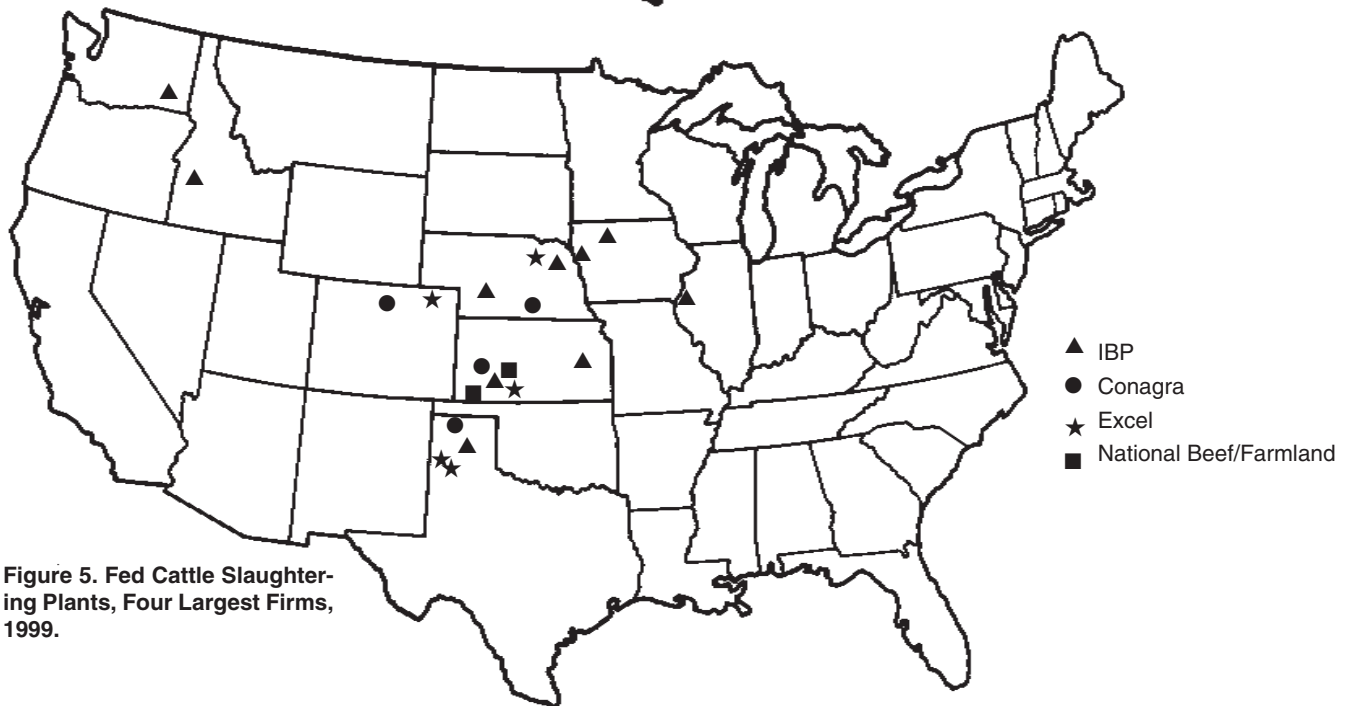 IBP
Conagra
Excel
National Beef/Farmland
Figure 5. Fed Cattle Slaughter-
ing Plants, Four Largest Firms,
1999.